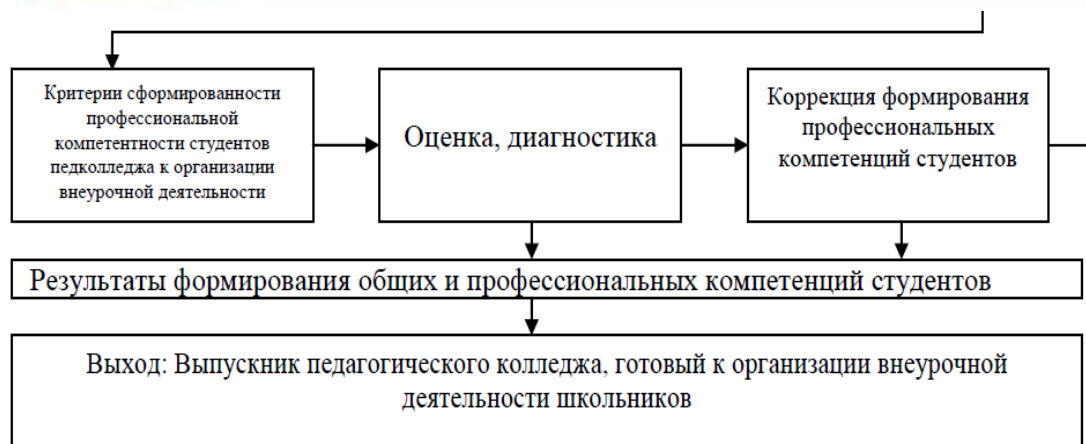 Критерии сформированности
профессиональной
компетентности студентов
педколледжа к организации
внеурочной деятельности
Оценка, диагностика
Коррекция формирования
профессиональных
компетенций студентов
Результаты формирования общих и профессиональных компетенций студентов
Выход: Выпускник педагогического колледжа, готовый к организации внеурочной
деятельности школьников